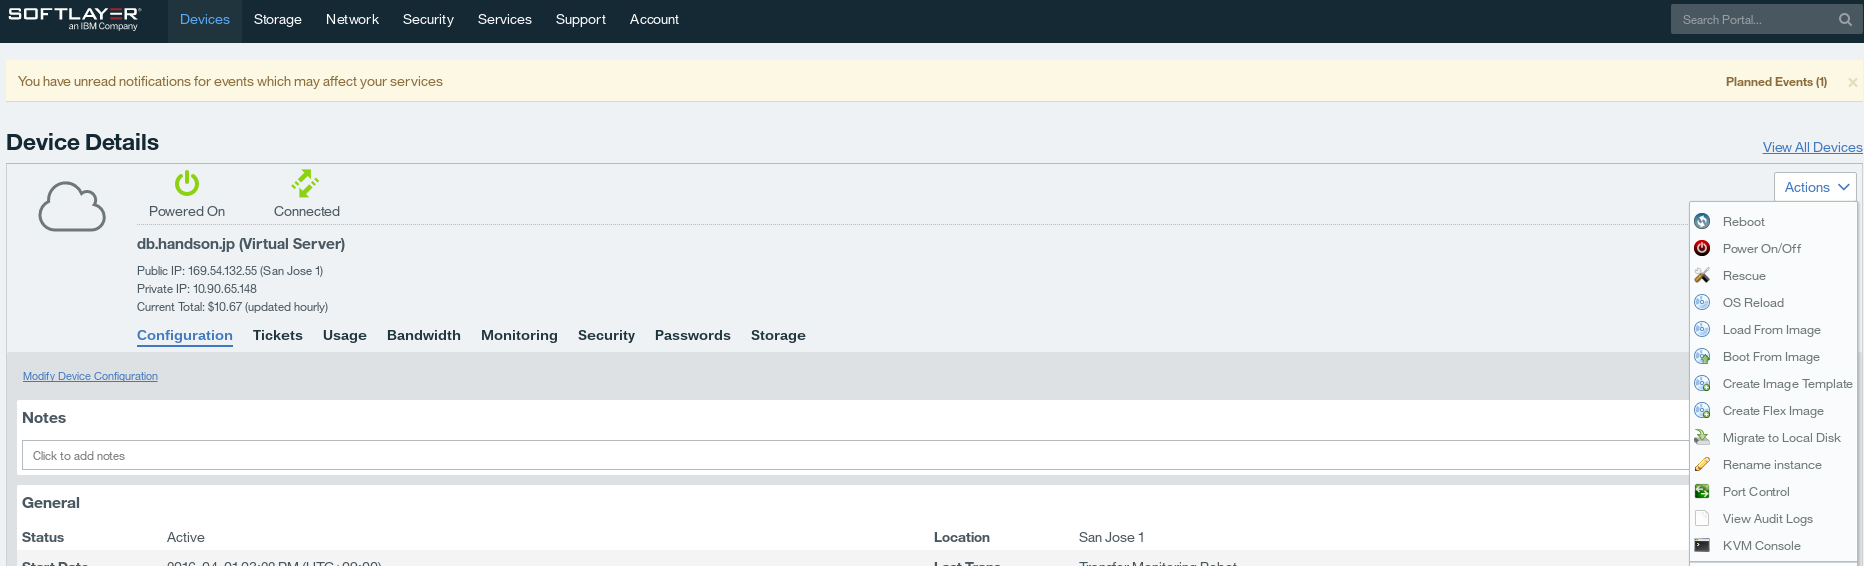 SOFTLAYER
an IBM Company
Devices Storage Network Security Services Support Account
Search Portal...
You have unread notifications for events which may affect your services
Planned Events (1) ×
Device Details
View All Devices
Actions
Powered On Connected
db.handson.jp (Virtual Server)
Public IP: 169.54.132.55 (San Jose 1)
Private IP: 10.90.65.148
Current Total: $10.67 (updated hourly)
Configuration Tickets Usage Bandwidth Monitoring Security Passwords Storage
Modify Device Configuration
Notes
Click to add notes
General
Status Active Location San Jose 1
Reboot
Power On/Off
Rescue
OS Reload
Load From Image
Boot From Image
Create Image Template
Create Flex Image
Migrate to Local Disk
Rename instance
Port Control
View Audit Logs
KVM Console